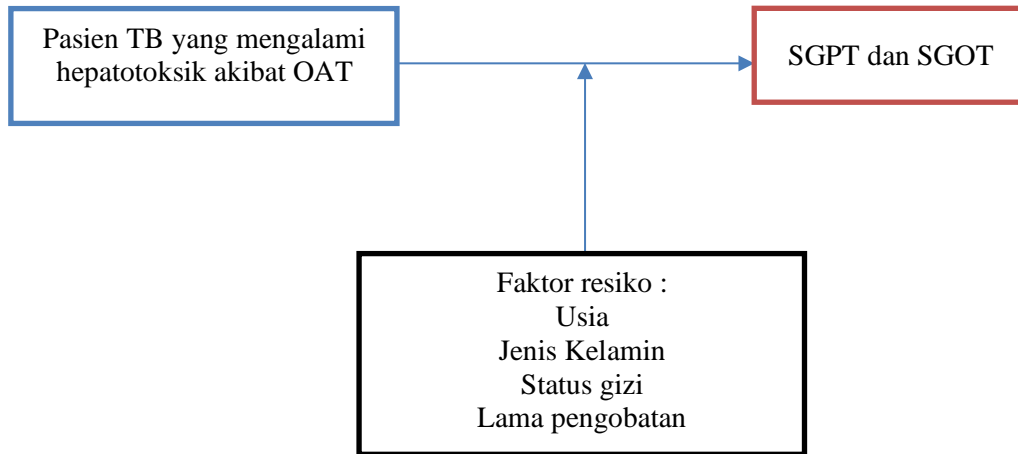 Pasien TB yang mengalami
hepatotoksik akibat OAT
SGPT dan SGOT
Faktor resiko :
Usia
Jenis Kelamin
Status gizi
Lama pengobatan